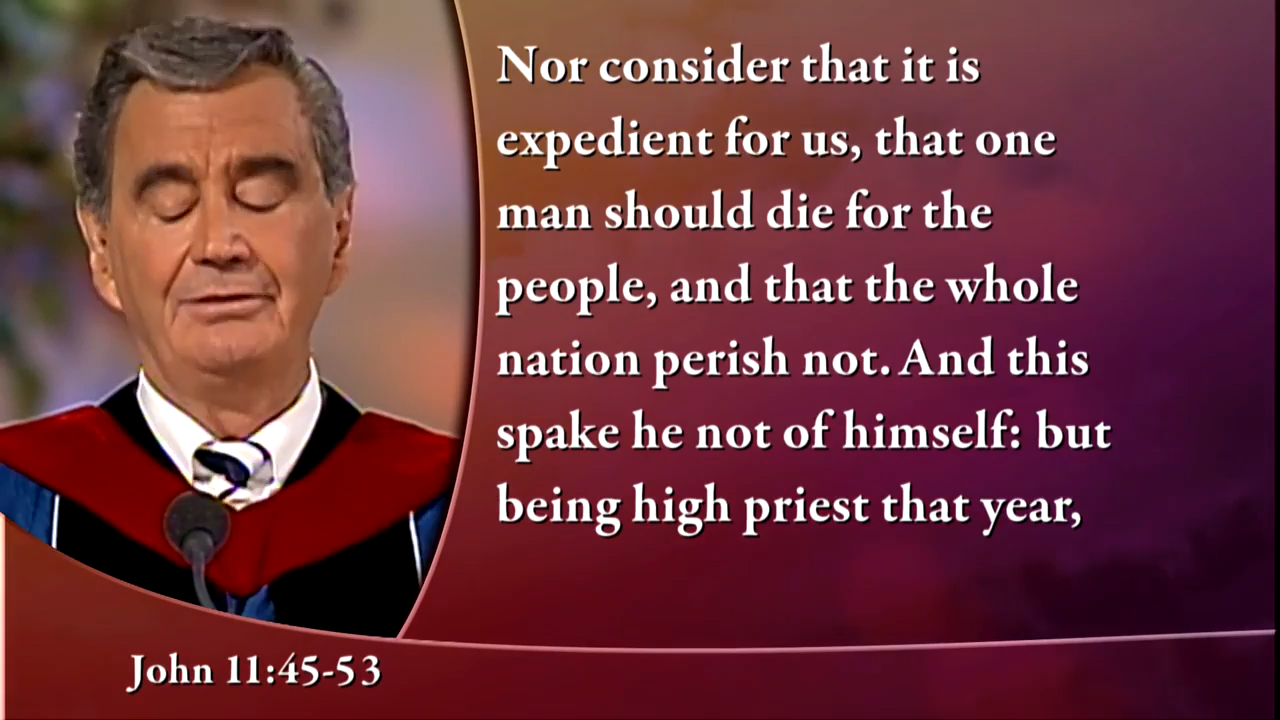 Nor consider that it is
expedient for us, that one
man should die for the
people, and that the whole
nation perish not. And this
spake he not of himself: but
being high priest that year,
John 11:45-53